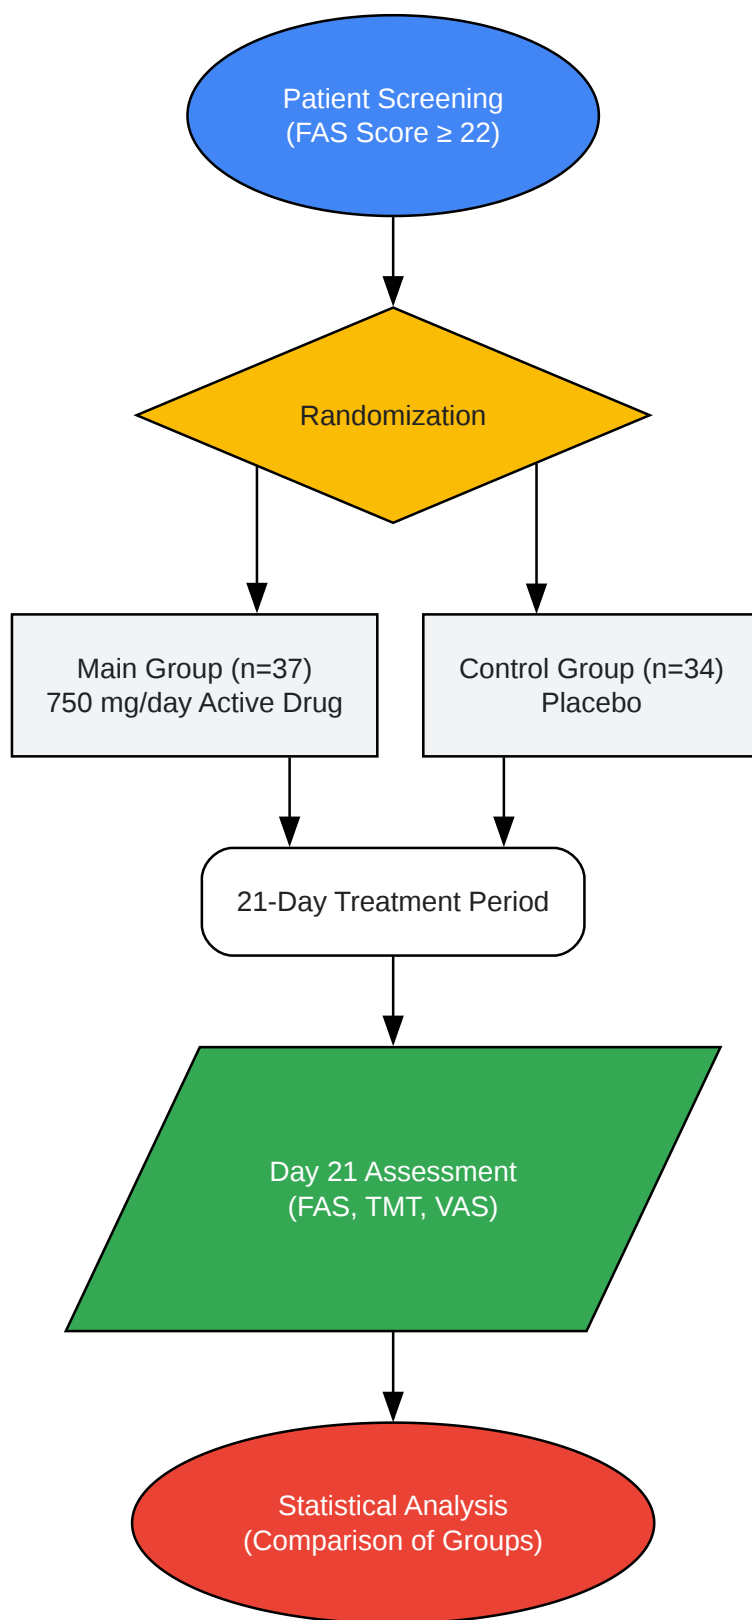 Patient Screening
(FAS Score ≥ 22)
Randomization
Main Group (n=37)
750 mg/day Active Drug
Control Group (n=34)
Placebo
21-Day Treatment Period
Day 21 Assessment
(FAS, TMT, VAS)
Statistical Analysis
(Comparison of Groups)